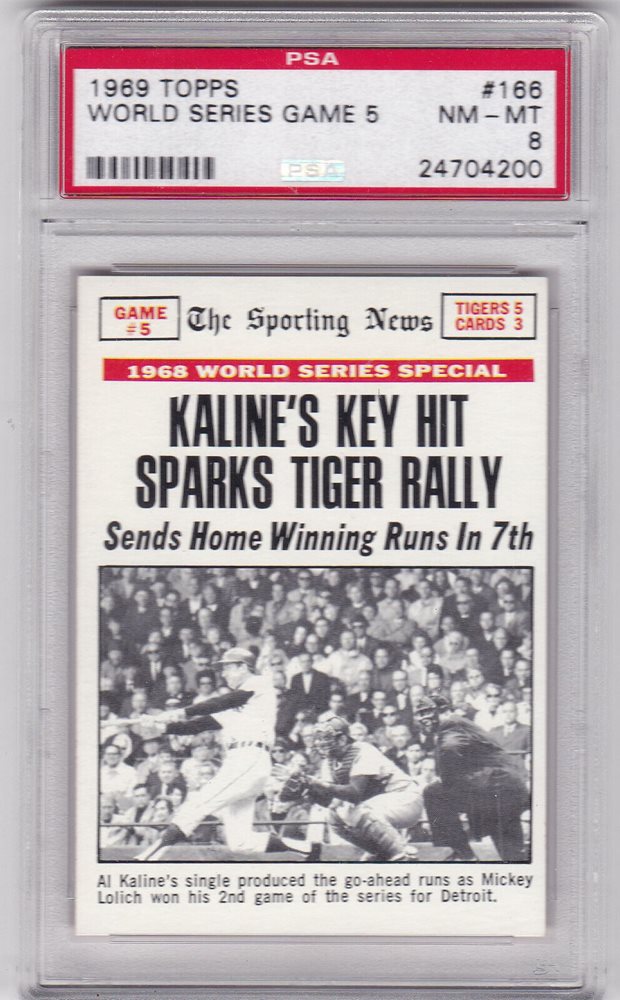 PSA
1969 TOPPS #166
WORLD SERIES GAME 5 NM - MT
8
PSA 24704200
GAME #5 The Sporting News TIGERS 5 CARDS 3
1968 WORLD SERIES SPECIAL
KALINE'S KEY HIT
SPARKS TIGER RALLY
Sends Home Winning Runs In 7th
Al Kaline's single produced the go-ahead runs as Mickey
Lolich won his 2nd game of the series for Detroit.